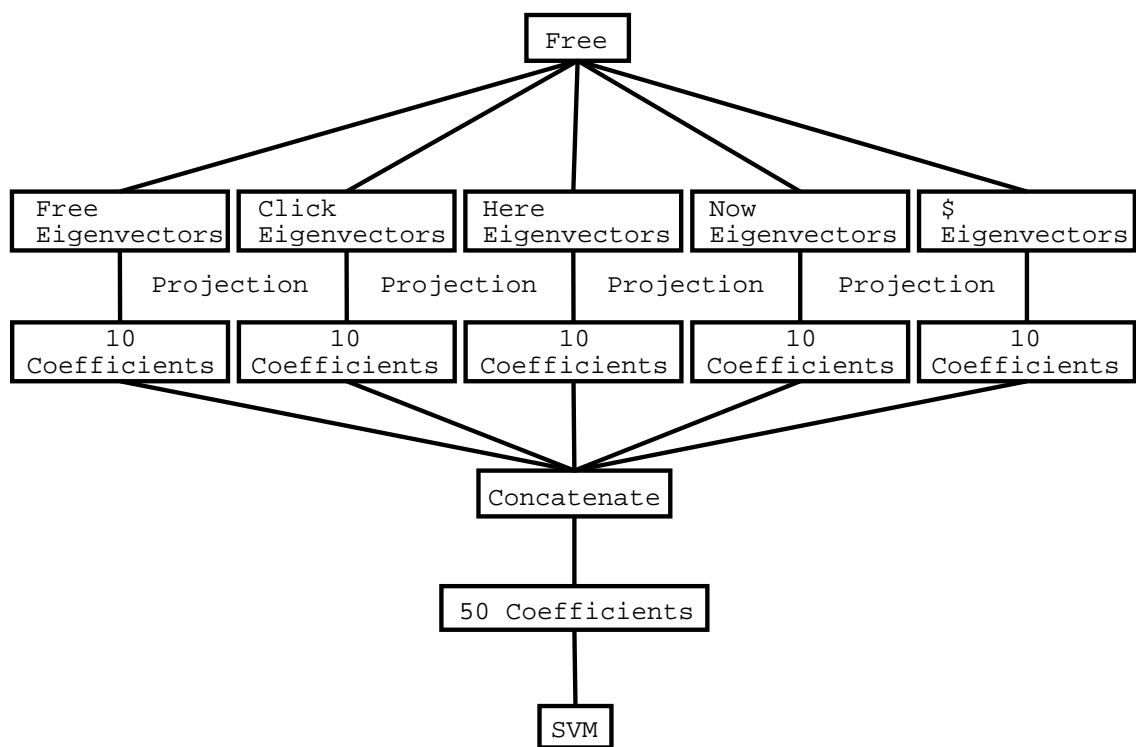 Free
Free
Eigenvectors
Click
Eigenvectors
Here
Eigenvectors
Now
Eigenvectors
$
Eigenvectors
Projection
Projection
Projection
Projection
10
Coefficients
10
Coefficients
10
Coefficients
10
Coefficients
10
Coefficients
Concatenate
50 Coefficients
SVM